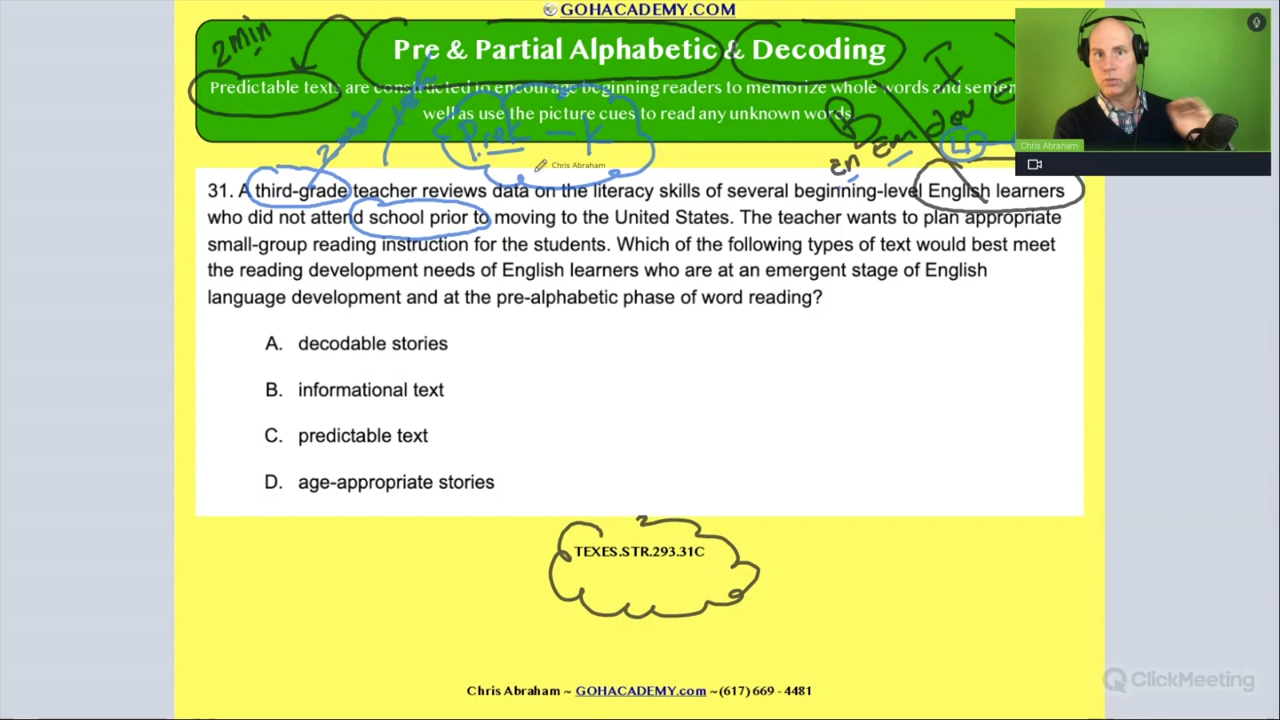 GOHACADEMY.COM
2 min
Pre & Partial Alphabetic & Decoding
Predictable texts are constructed to encourage beginning readers to memorize whole words and
well as use the picture cues to read any unknown words
Prek - k
Chris Abraham
Chris Abraham
31. A third-grade teacher reviews data on the literacy skills of several beginning-level English learners
who did not attend school prior to moving to the United States. The teacher wants to plan appropriate
small-group reading instruction for the students. Which of the following types of text would best meet
the reading development needs of English learners who are at an emergent stage of English
language development and at the pre-alphabetic phase of word reading?
A. decodable stories
B. informational text
C. predictable text
D. age-appropriate stories
TEXES.STR.293.31C
Chris Abraham ~ GOHACADEMY.com ~(617) 669 - 4481
ClickMeeting